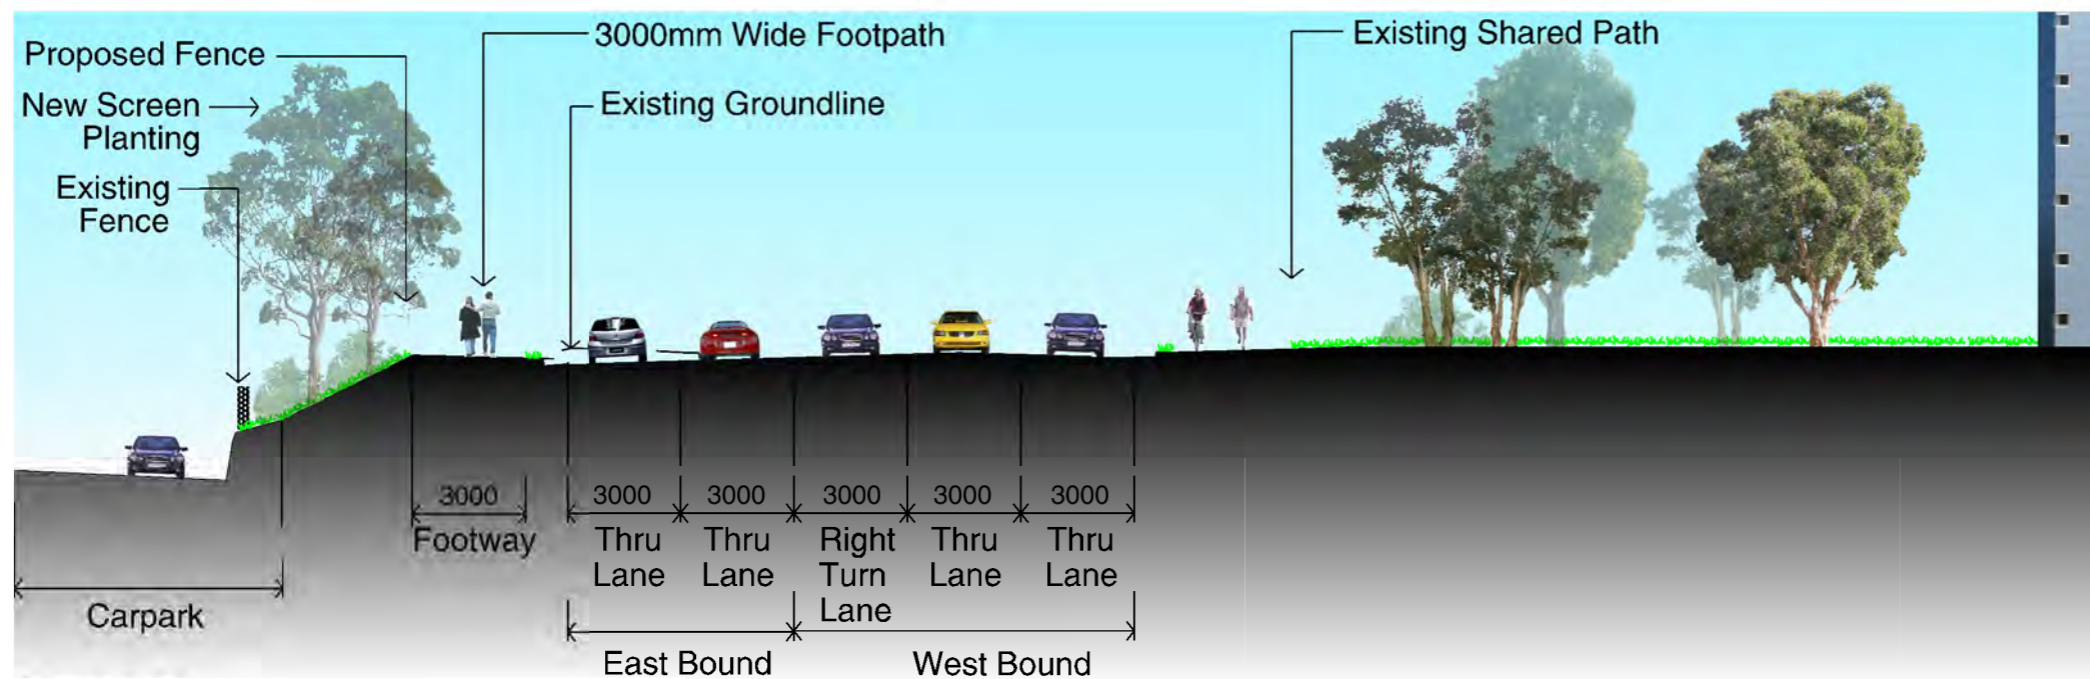 Proposed Fence
New Screen
Planting
Existing
Fence
3000mm Wide Footpath
Existing Groundline
Existing Shared Path
3000
3000
3000
3000
3000
3000
Footway
Thru
Lane
Thru
Lane
Right
Turn
Lane
Thru
Lane
Thru
Lane
Carpark
East Bound
West Bound